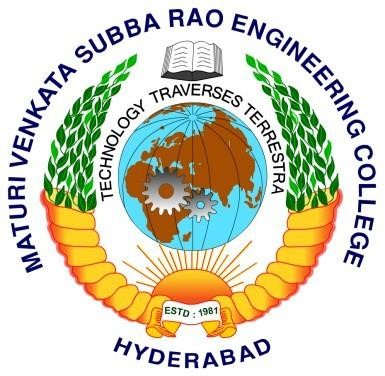 MATURI VENKATA SUBBA RAO ENGINEERING COLLEGE
TECHNOLOGY TRAVERSES TERRESTRA
ESTD : 1981
HYDERABAD